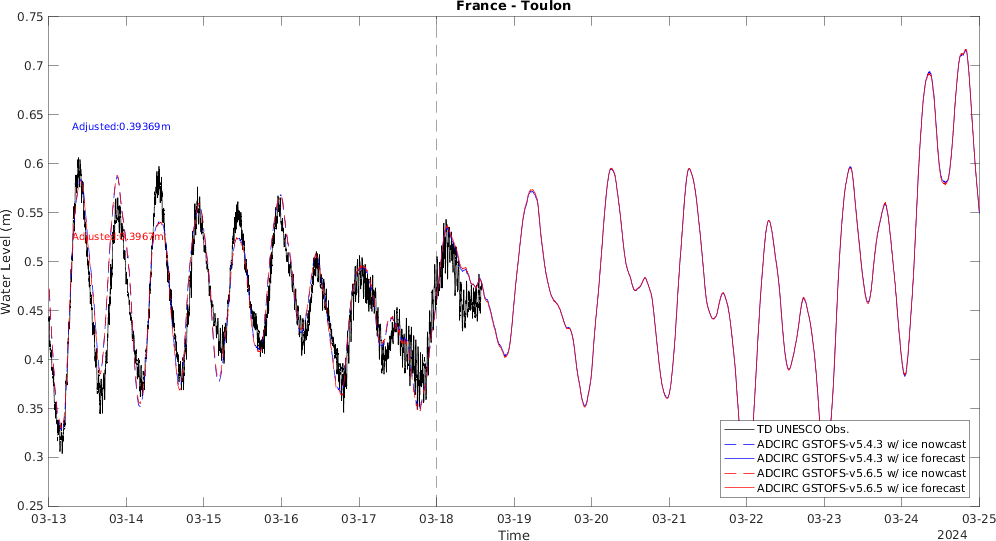 France - Toulon
0.75
0.7
0.65
0.6
0.55
0.5
0.45
0.4
0.35
0.3
0.25
Water Level (m)
Adjusted:0.39369m
Adjusted:0.3967m
TD UNESCO Obs.
ADCIRC GSTOFS-v5.4.3 w/ ice nowcast
ADCIRC GSTOFS-v5.4.3 w/ ice forecast
ADCIRC GSTOFS-v5.6.5 w/ ice nowcast
ADCIRC GSTOFS-v5.6.5 w/ ice forecast
03-13 03-14 03-15 03-16 03-17 03-18 03-19 03-20 03-21 03-22 03-23 03-24 03-25
Time
2024